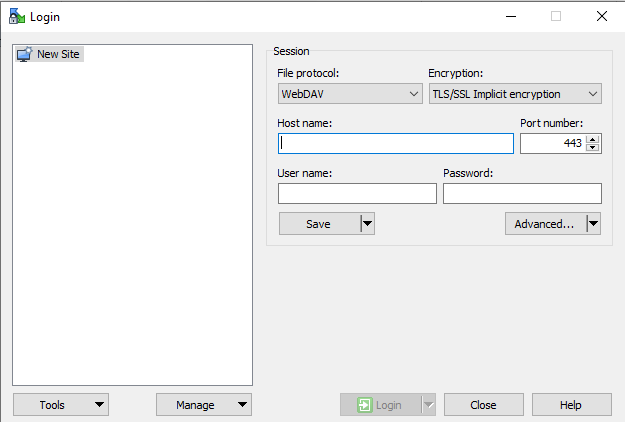 Login
New Site
Session
File protocol: Encryption:
WebDAV TLS/SSL Implicit encryption
Host name: Port number:
443
User name: Password:
Save Advanced...
Tools Manage Login Close Help